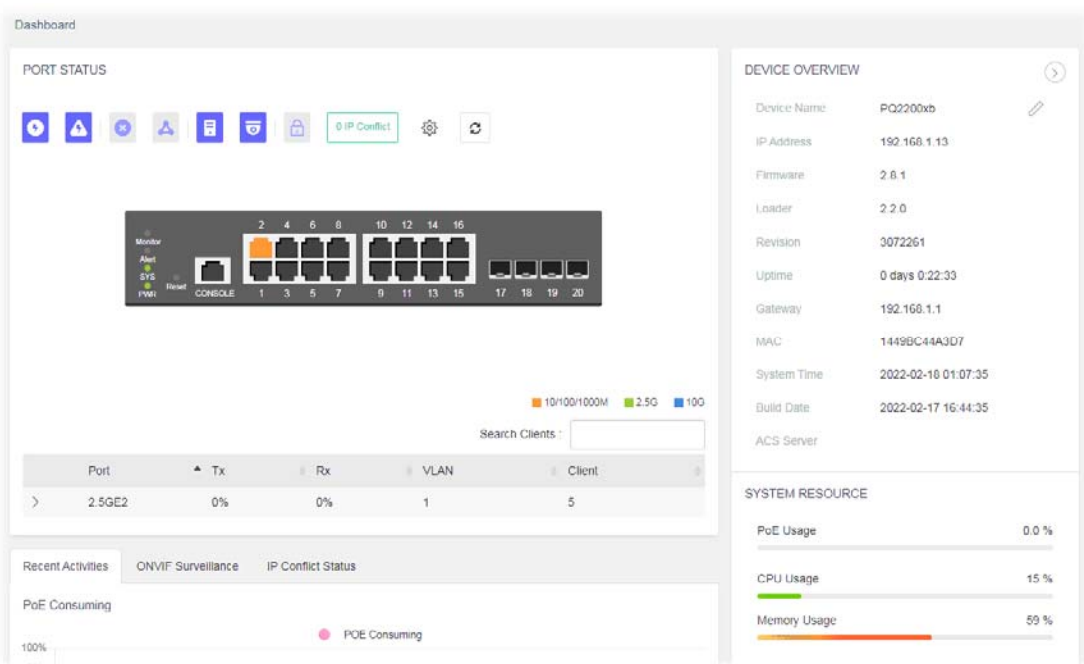 Dashboard
PORT STATUS
0 IP Conflict
2 4 6 8 10 12 14 16
Monitor
Alert
SYS
PWR
Reset
CONSOLE
1 3 5 7 9 11 13 15 17 18 19 20
10/100/1000M 2.5G 10G
Search Clients :
Port Tx Rx VLAN Client
2.5GE2 0% 0% 1 5
Recent Activities ONVIF Surveillance IP Conflict Status
PoE Consuming
POE Consuming
100%
DEVICE OVERVIEW
Device Name PQ2200xb
IP Address 192.168.1.13
Firmware 2.8.1
Loader 2.2.0
Revision 3072261
Uptime 0 days 0:22:33
Gateway 192.168.1.1
MAC 1449BC44A3D7
System Time 2022-02-18 01:07:35
Build Date 2022-02-17 16:44:35
ACS Server
SYSTEM RESOURCE
PoE Usage 0.0 %
CPU Usage 15 %
Memory Usage 59 %